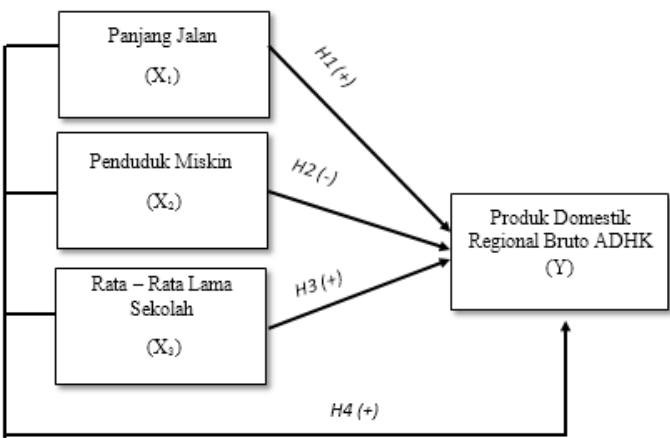 Panjang Jalan
(X₁)
H1 (+)
Penduduk Miskin
(X₂)
H2 (-)
Rata – Rata Lama
Sekolah
(X₃)
H3 (+)
Produk Domestik
Regional Bruto ADHK
(Y)
H4 (+)